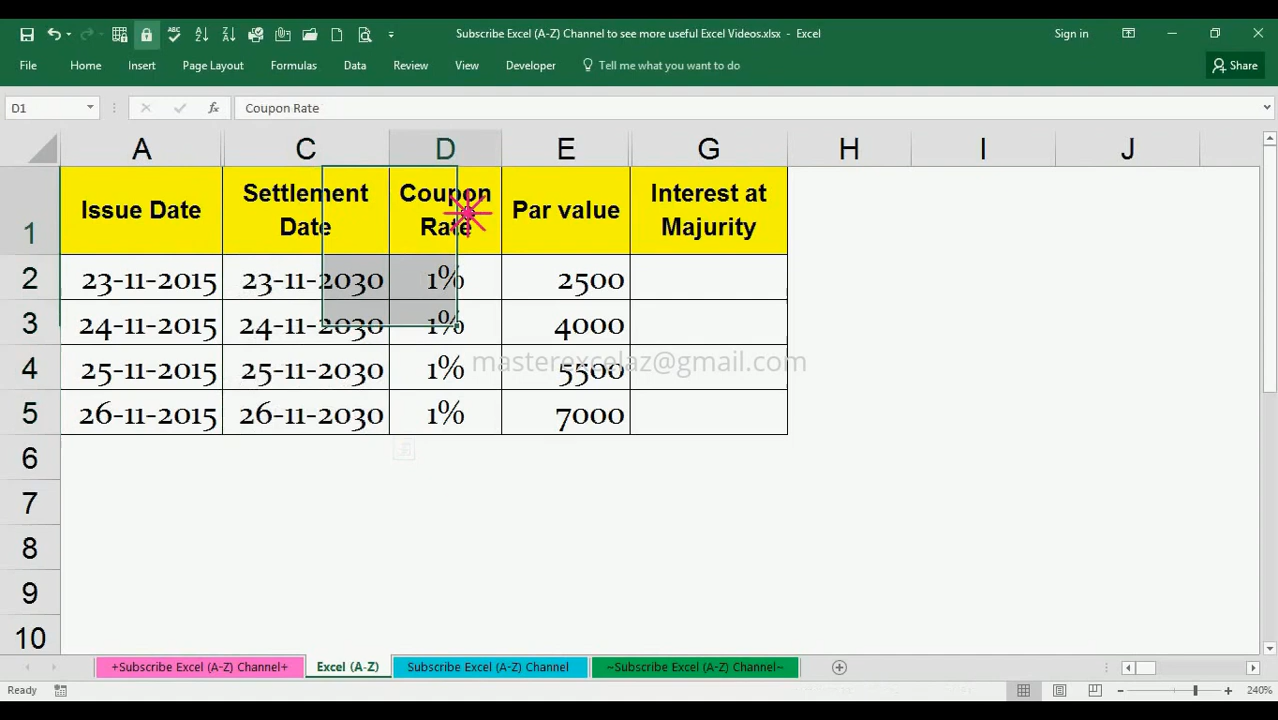 Subscribe Excel (A-Z) Channel to see more useful Excel Videos.xlsx - Excel
Sign in
File Home Insert Page Layout Formulas Data Review View Developer Tell me what you want to do Share
D1 fx Coupon Rate
A C D E G H I J
Issue Date
Settlement Date
Coupon Rate
Par value
Interest at Majurity
1
2 23-11-2015 23-11-2030 1% 2500
3 24-11-2015 24-11-2030 1% 4000
masterexcelaz@gmail.com
4 25-11-2015 25-11-2030 1% 5500
5 26-11-2015 26-11-2030 1% 7000
6
7
8
9
10
+Subscribe Excel (A-Z) Channel+ Excel (A-Z) Subscribe Excel (A-Z) Channel ~Subscribe Excel (A-Z) Channel~
Ready 240%